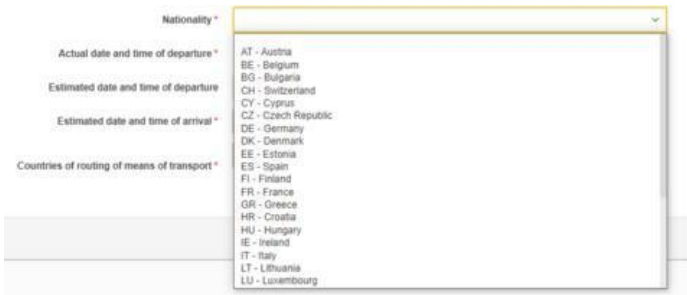 Nationality *
Actual date and time of departure *
Estimated date and time of departure
Estimated date and time of arrival *
Countries of routing of means of transport *
AT - Austria
BE - Belgium
BG - Bulgaria
CH - Switzerland
CY - Cyprus
CZ - Czech Republic
DE - Germany
DK - Denmark
EE - Estonia
ES - Spain
FI - Finland
FR - France
GR - Greece
HR - Croatia
HU - Hungary
IE - Ireland
IT - Italy
LT - Lithuania
LU - Luxembourg